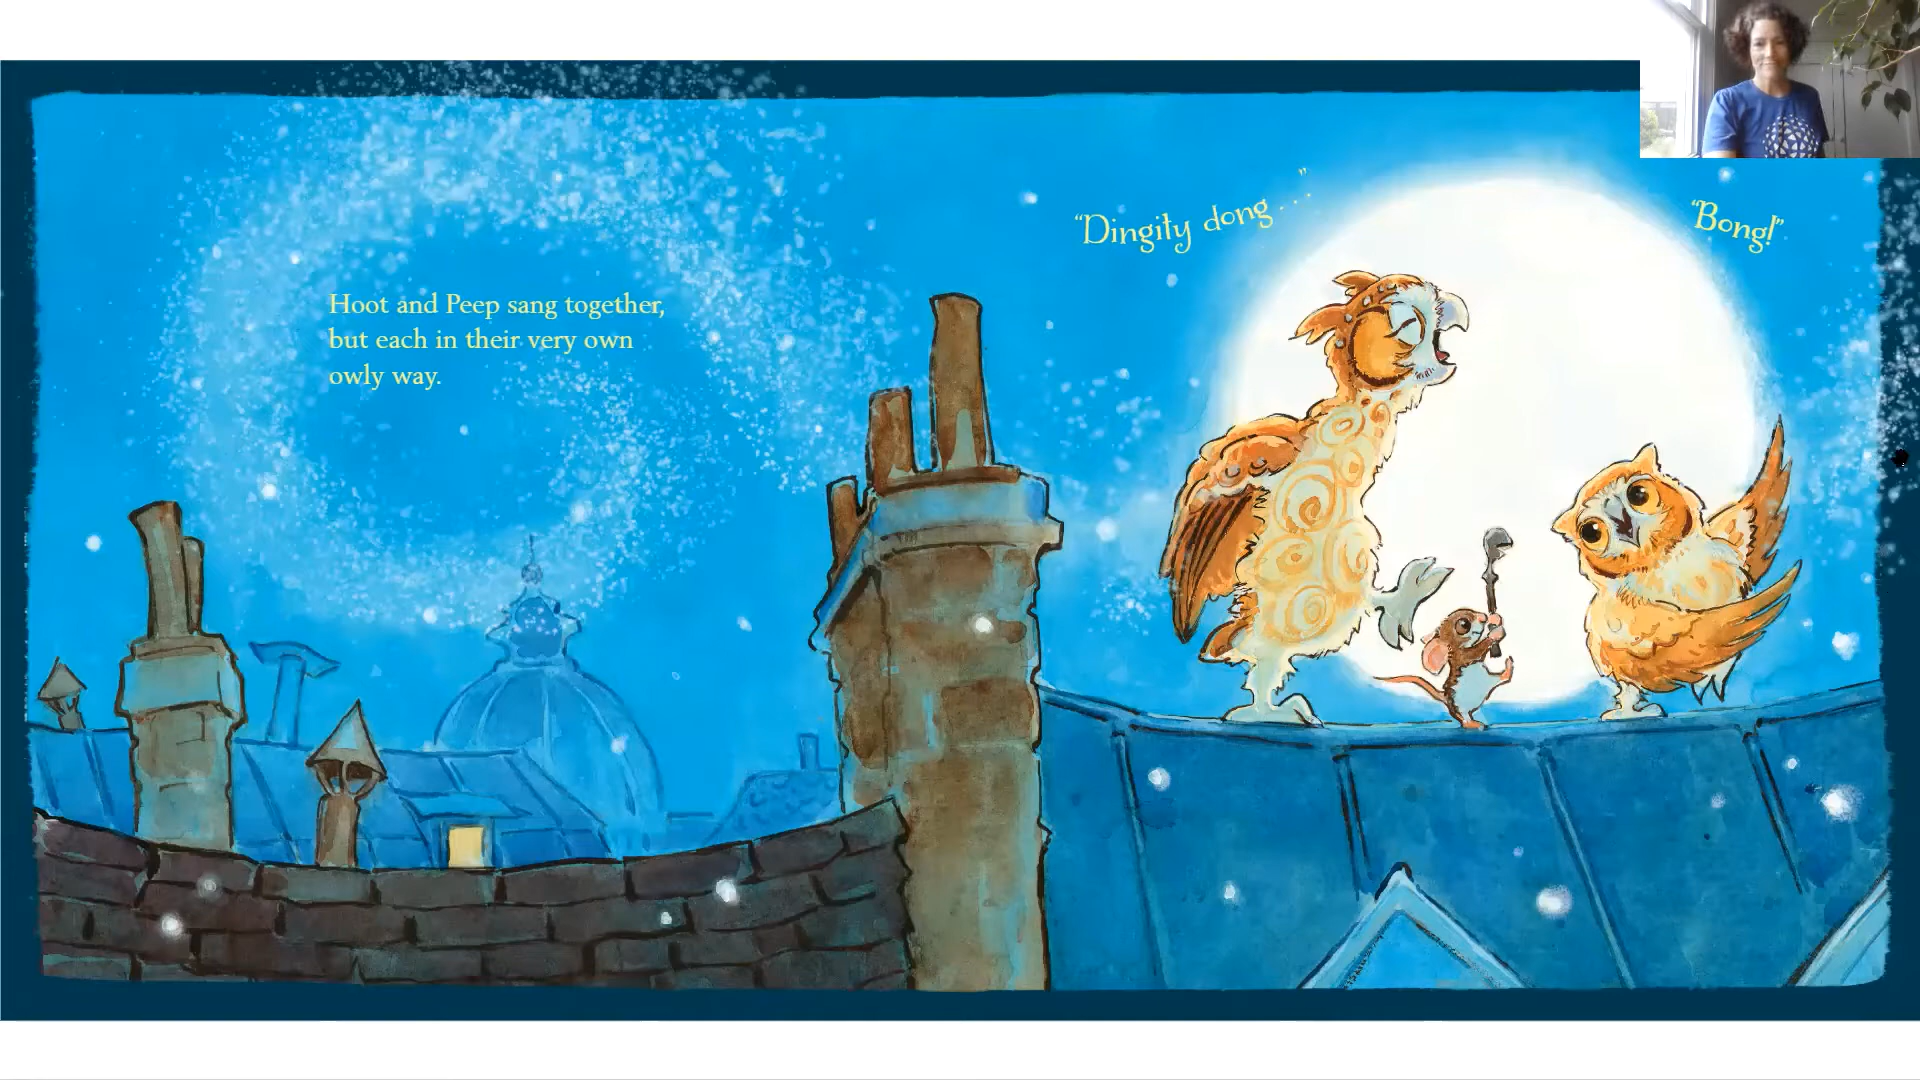 Hoot and Peep sang together,
but each in their very own
owly way.
“Dingity dong . . .”
“Bong!”